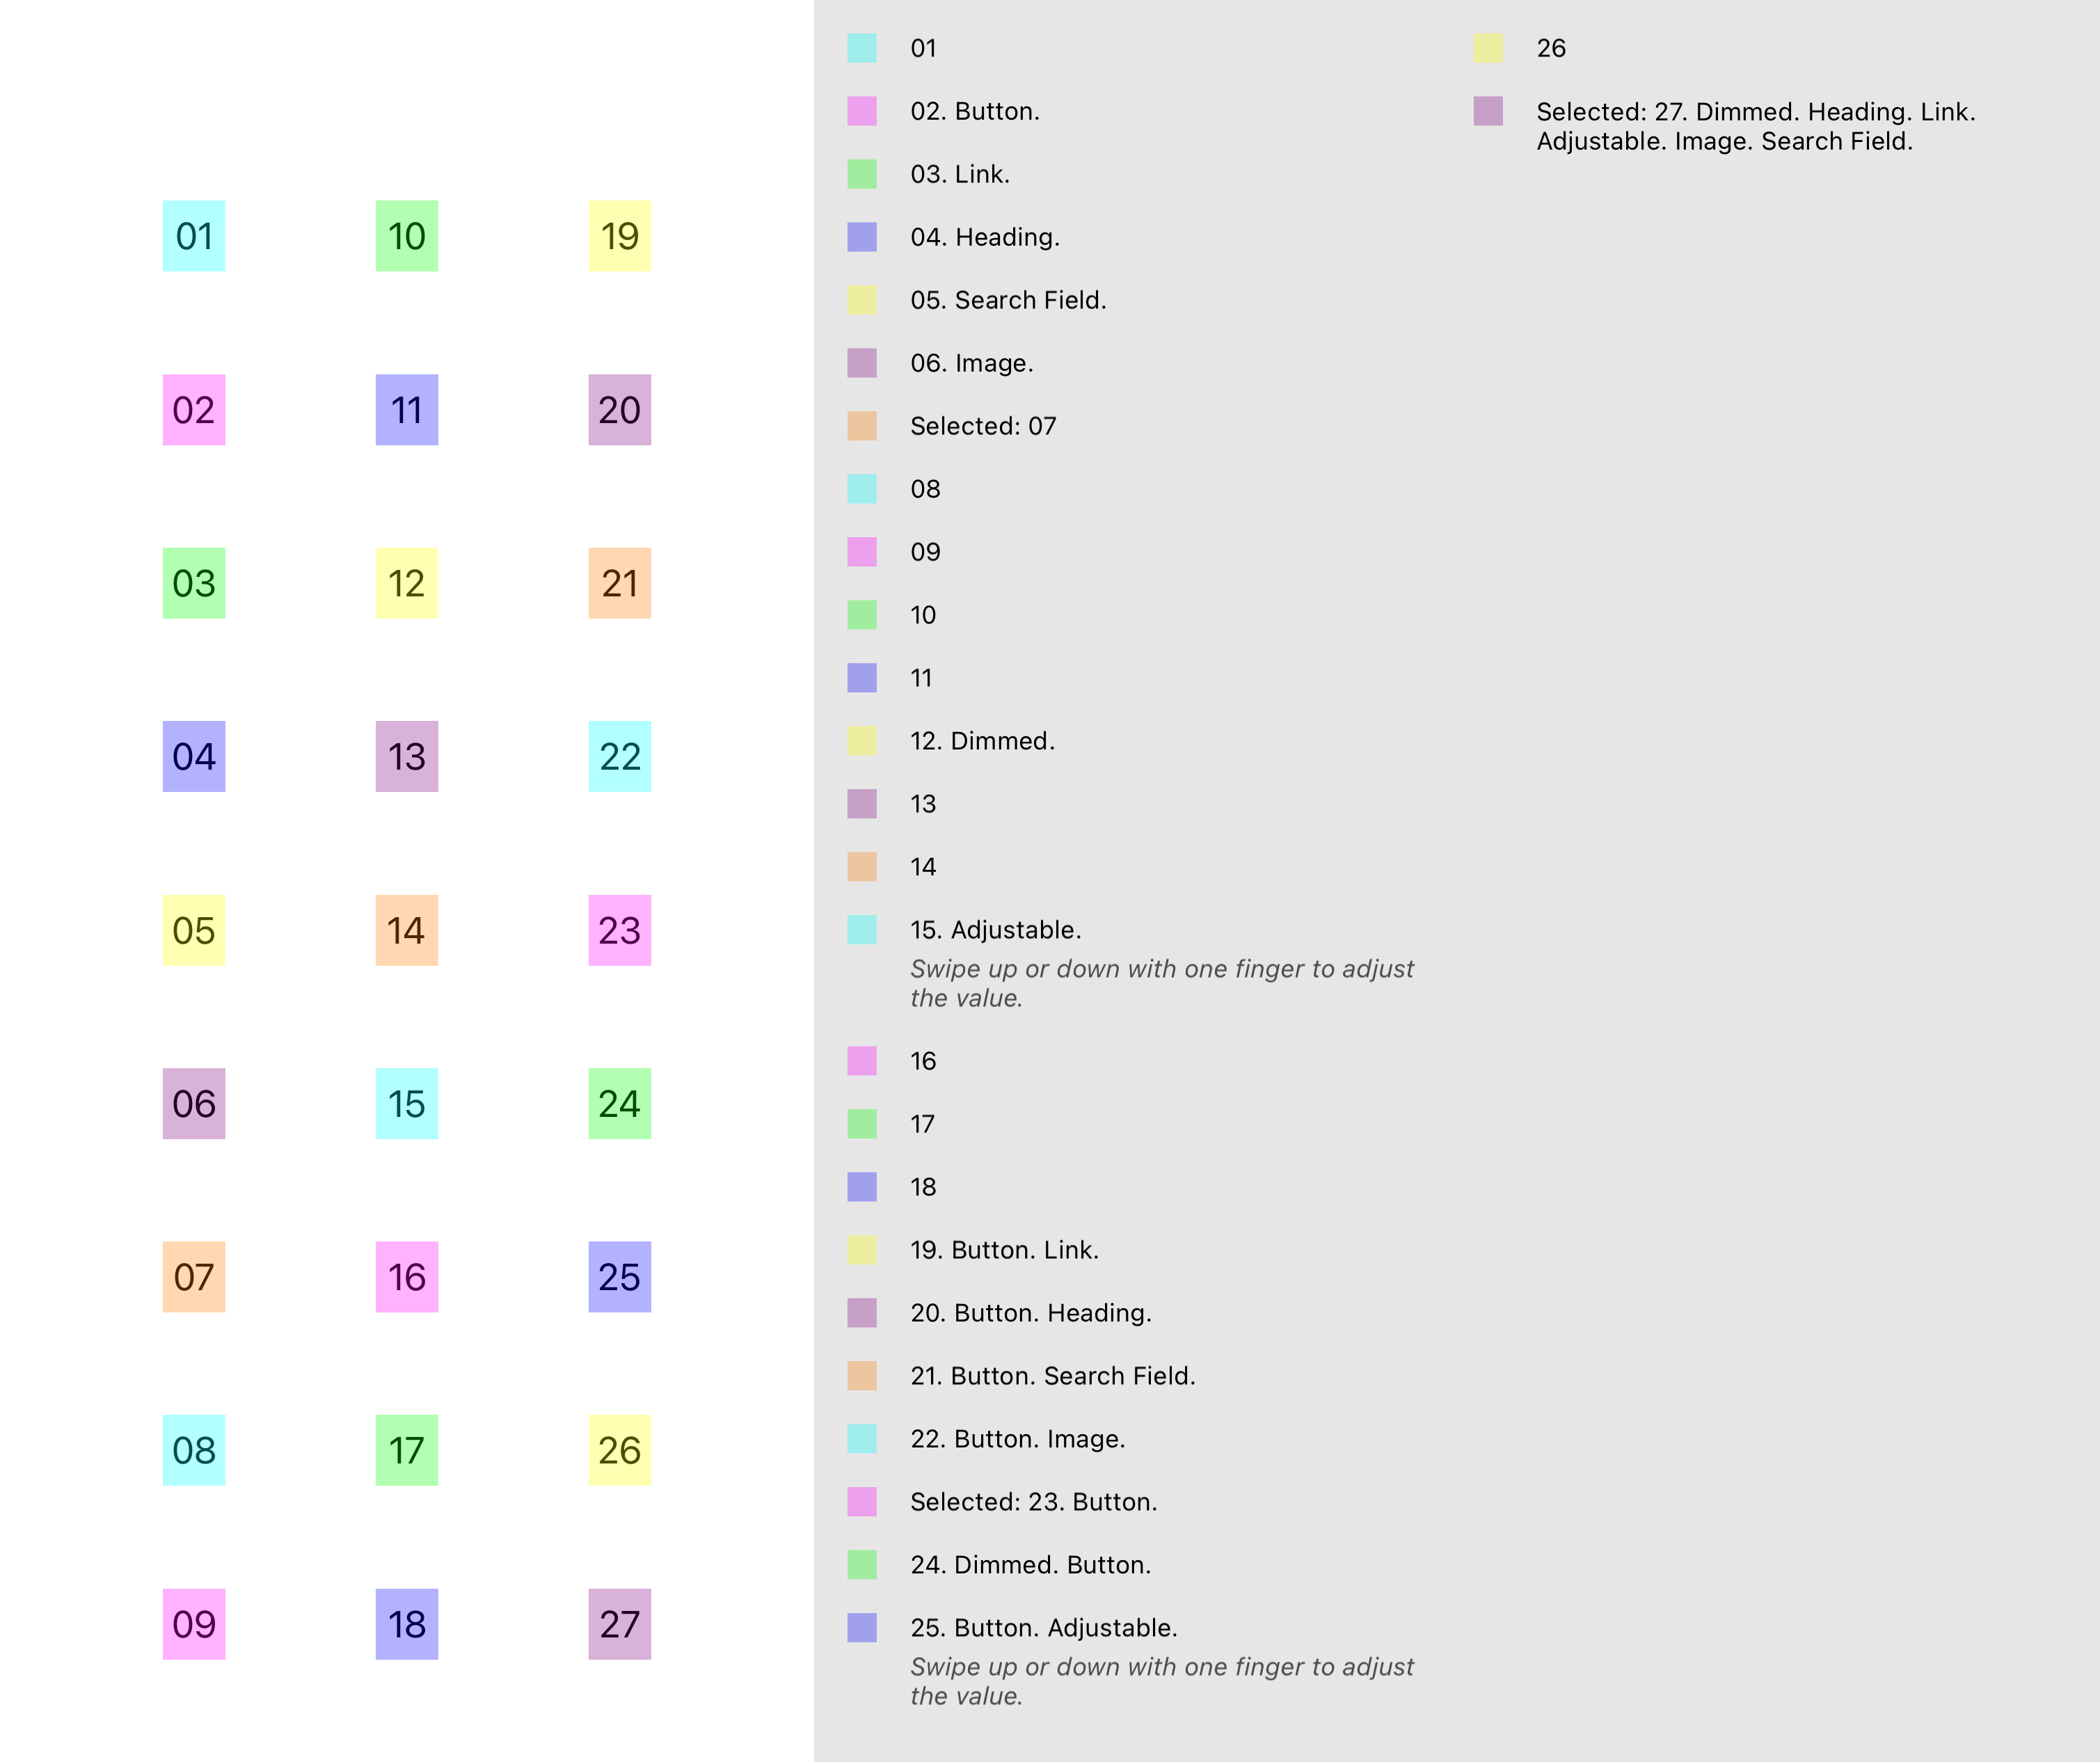 01
10
19
02
11
20
03
12
21
04
13
22
05
14
23
06
15
24
07
16
25
08
17
26
09
18
27
01
02. Button.
03. Link.
04. Heading.
05. Search Field.
06. Image.
Selected: 07
08
09
10
11
12. Dimmed.
13
14
15. Adjustable.
Swipe up or down with one finger to adjust
the value.
16
17
18
19. Button. Link.
20. Button. Heading.
21. Button. Search Field.
22. Button. Image.
Selected: 23. Button.
24. Dimmed. Button.
25. Button. Adjustable.
Swipe up or down with one finger to adjust
the value.
26
Selected: 27. Dimmed. Heading. Link.
Adjustable. Image. Search Field.